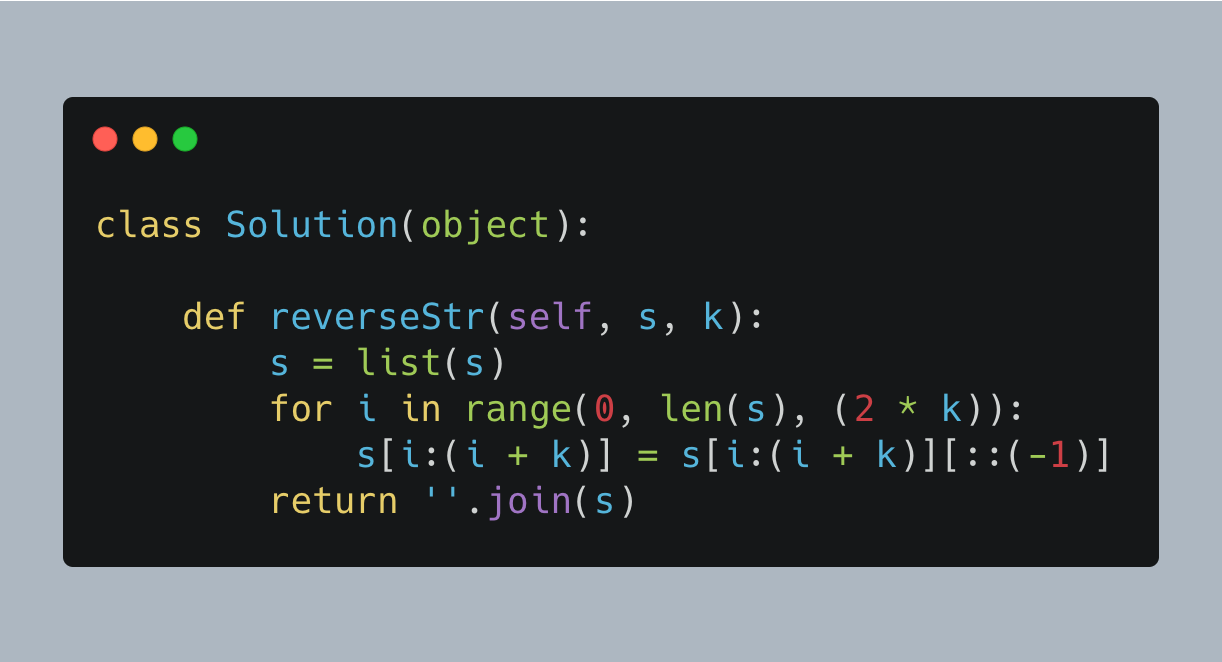 class Solution(object):

    def reverseStr(self, s, k):
        s = list(s)
        for i in range(0, len(s), (2 * k)):
            s[i:(i + k)] = s[i:(i + k)][::(-1)]
        return ''.join(s)